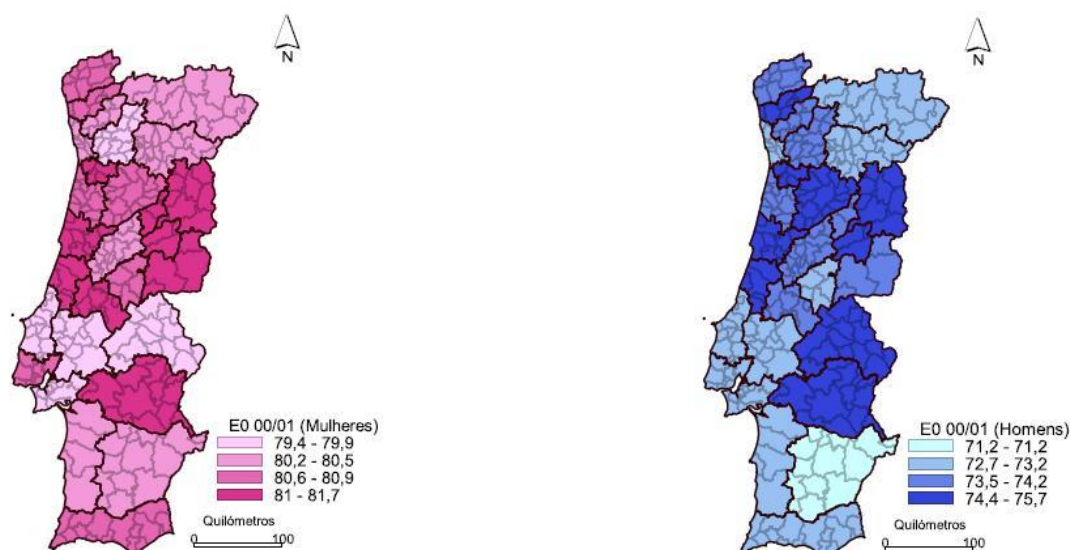 N
E0 00/01 (Mulheres)
79,4 - 79,9
80,2 - 80,5
80,6 - 80,9
81 - 81,7
Quilómetros
0 100
N
E0 00/01 (Homens)
71,2 - 71,2
72,7 - 73,2
73,5 - 74,2
74,4 - 75,7
Quilómetros
0 100